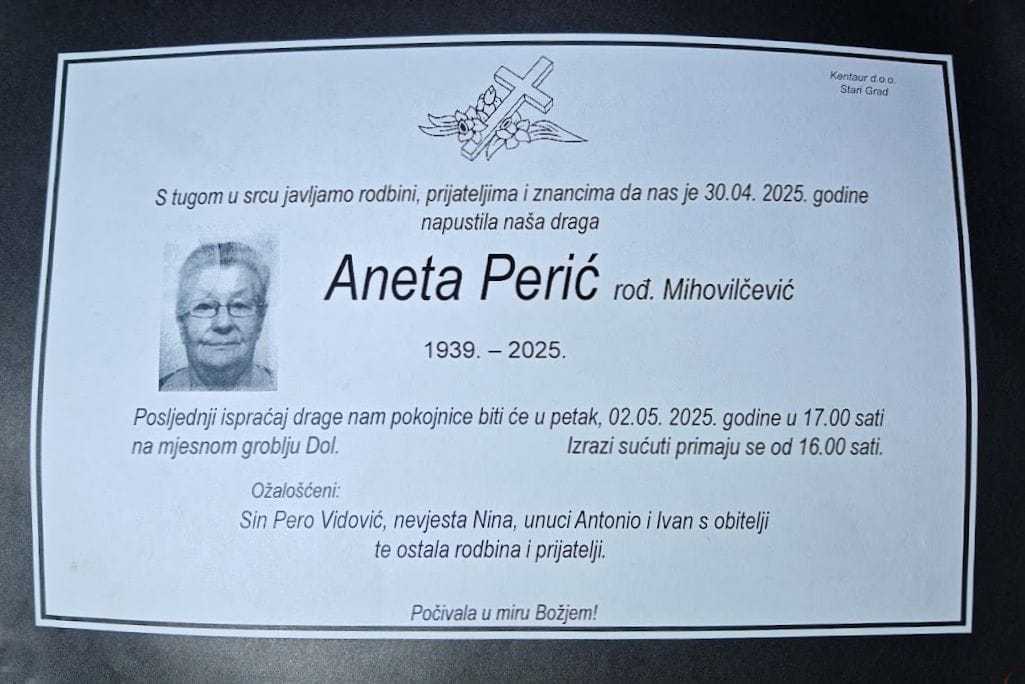 Kentaur d.o.o.
Stari Grad
S tugom u srcu javljamo rodbini, prijateljima i znancima da nas je 30.04. 2025. godine
napustila naša draga
Aneta Perić rođ. Mihovilčević
1939. – 2025.
Posljednji ispraćaj drage nam pokojnice biti će u petak, 02.05. 2025. godine u 17.00 sati
na mjesnom groblju Dol. Izrazi sućuti primaju se od 16.00 sati.
Ožalošćeni:
Sin Pero Vidović, nevjesta Nina, unuci Antonio i Ivan s obitelji
te ostala rodbina i prijatelji.
Počivala u miru Božjem!